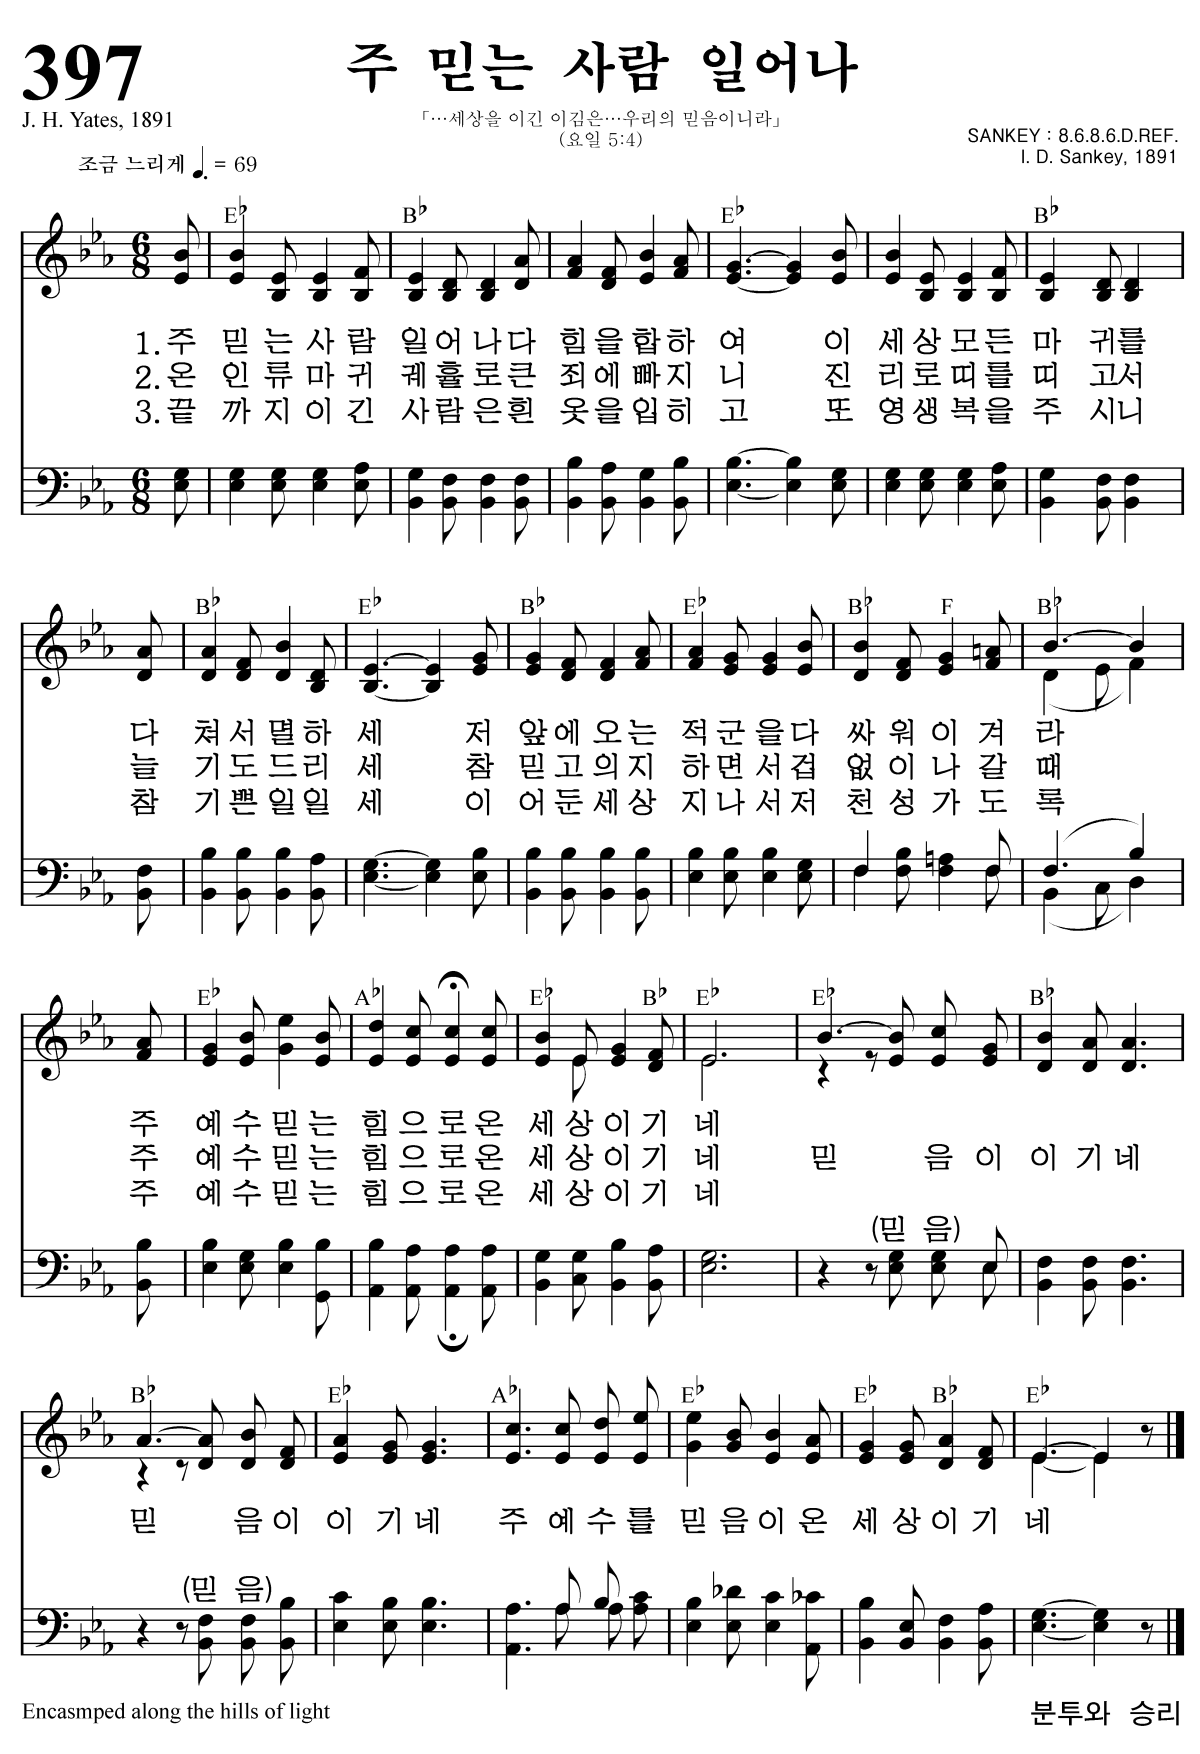 397
주 믿는 사람 일어나
J. H. Yates, 1891
「…세상을 이긴 이김은…우리의 믿음이니라」
(요일 5:4)
SANKEY : 8.6.8.6.D.REF.
I. D. Sankey, 1891
조금 느리게 ♩. = 69
E♭ B♭ E♭ B♭
1. 주 믿 는 사 람 일 어 나 다 힘 을 합 하 여 이 세 상 모 든 마 귀 를
2. 온 인 류 마 귀 궤 휼 로 큰 죄 에 빠 지 니 진 리 로 띠 를 띠 고 서
3. 끝 까 지 이 긴 사 람 은 흰 옷 을 입 히 고 또 영 생 복 을 주 시 니
B♭ E♭ B♭ E♭ B♭ F B♭
다 쳐 서 멸 하 세 저 앞 에 오 는 적 군 을 다 싸 워 이 겨 라
늘 기 도 드 리 세 참 믿 고 의 지 하 면 서 겁 없 이 나 갈 때
참 기 쁜 일 일 세 이 어 둔 세 상 지 나 서 저 천 성 가 도 록
E♭ A♭ E♭ B♭ E♭ E♭ B♭
주 예 수 믿 는 힘 으 로 온 세 상 이 기 네
주 예 수 믿 는 힘 으 로 온 세 상 이 기 네 믿 음 이 이 기 네
주 예 수 믿 는 힘 으 로 온 세 상 이 기 네
(믿 음)
B♭ E♭ A♭ E♭ E♭ B♭ E♭
믿 음 이 이 기 네 주 예 수 를 믿 음 이 온 세 상 이 기 네
(믿 음)
Encasmped along the hills of light
분투와 승리